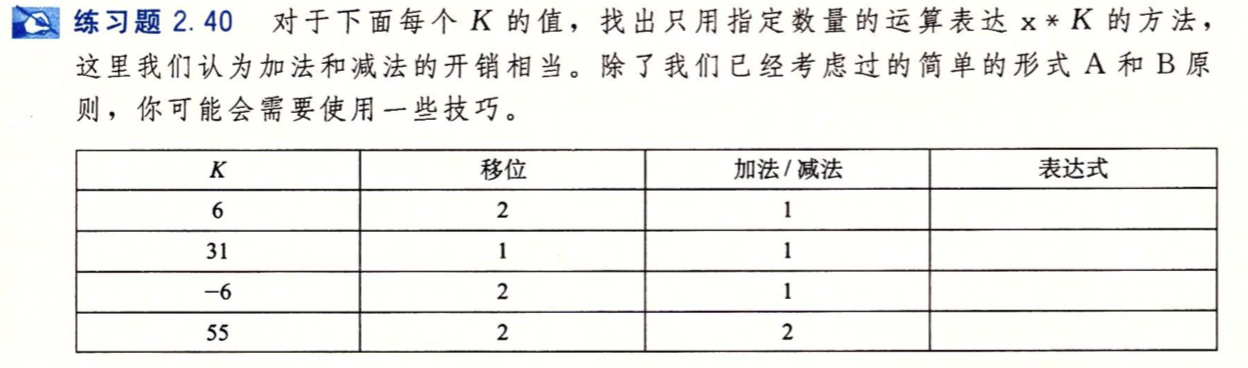 练习题 2.40 对于下面每个 K 的值，找出只用指定数量的运算表达 x * K 的方法，
这里我们认为加法和减法的开销相当。除了我们已经考虑过的简单的形式 A 和 B 原
则，你可能会需要使用一些技巧。
K 移位 加法/减法 表达式
6 2 1
31 1 1
−6 2 1
55 2 2